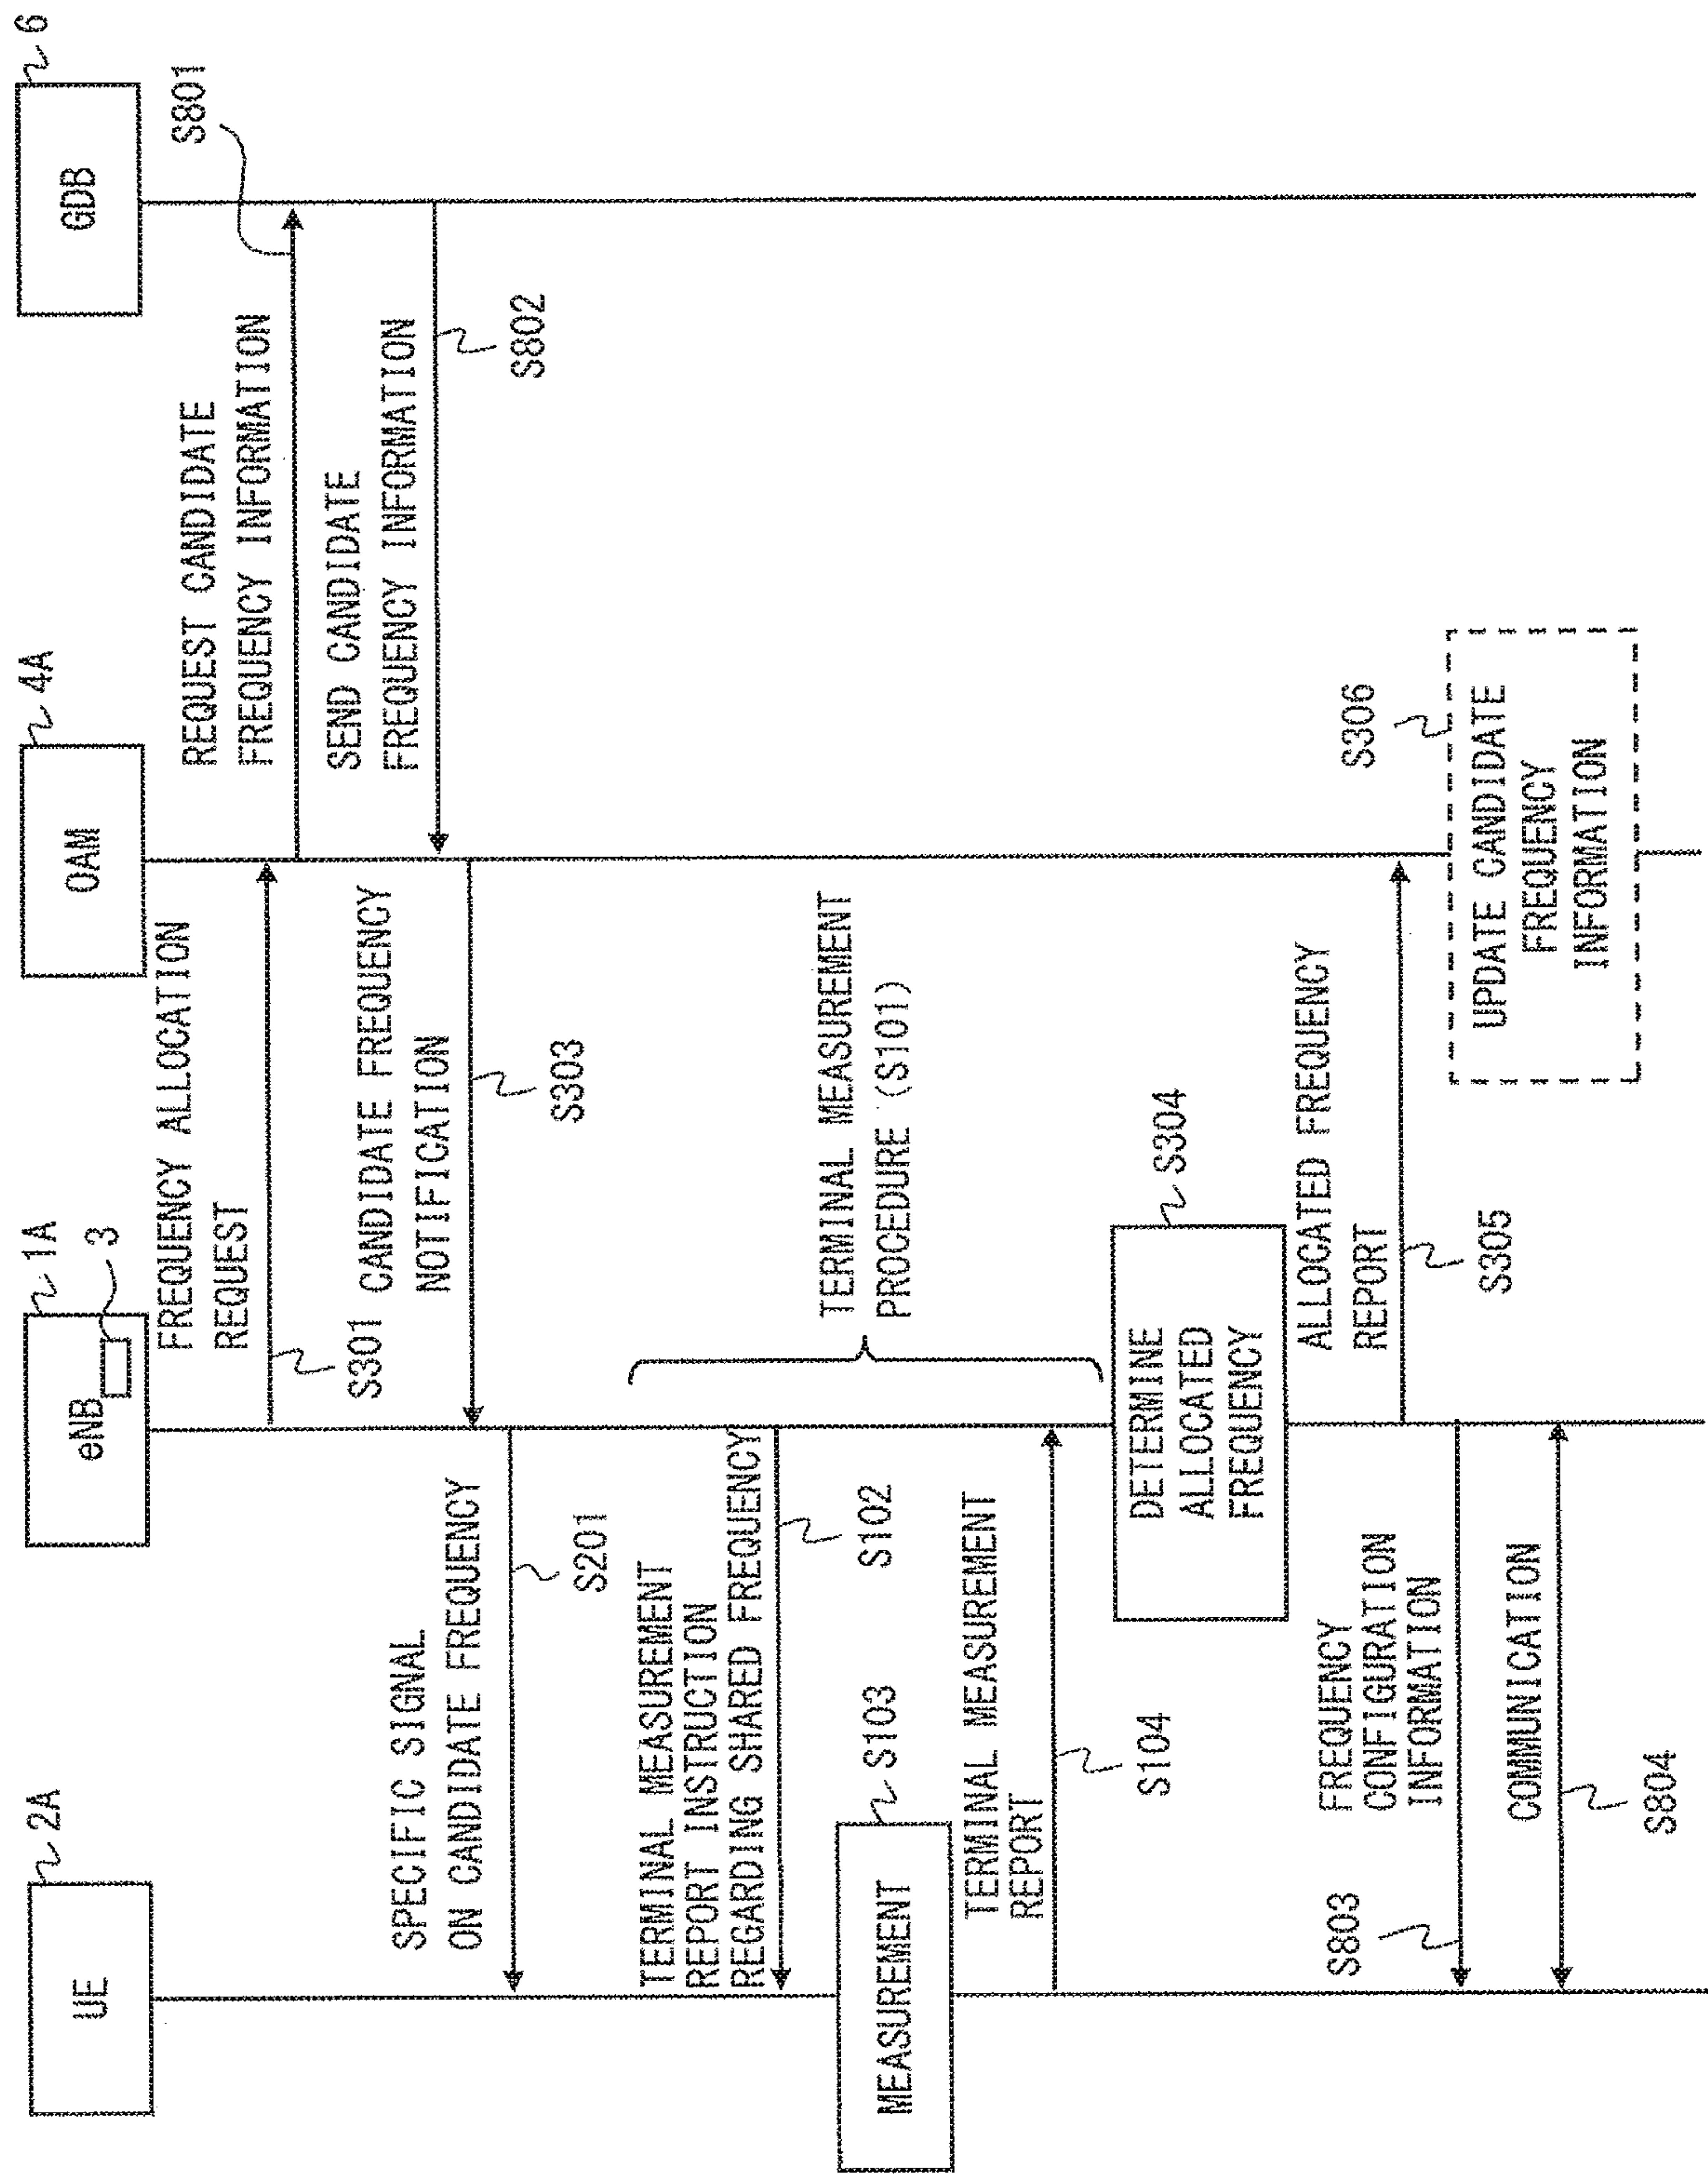 UE
2A
eNB
1A
3
OAM
4A
GDB
6
FREQUENCY ALLOCATION
REQUEST
S301
REQUEST CANDIDATE
FREQUENCY INFORMATION
S801
SEND CANDIDATE
FREQUENCY INFORMATION
S802
CANDIDATE FREQUENCY
NOTIFICATION
S303
SPECIFIC SIGNAL
ON CANDIDATE FREQUENCY
S201
TERMINAL MEASUREMENT
REPORT INSTRUCTION
REGARDING SHARED FREQUENCY
S102
TERMINAL MEASUREMENT
PROCEDURE (S101)
MEASUREMENT
S103
TERMINAL MEASUREMENT
REPORT
S104
DETERMINE
ALLOCATED
FREQUENCY
S304
ALLOCATED FREQUENCY
REPORT
S305
UPDATE CANDIDATE
FREQUENCY
INFORMATION
S306
FREQUENCY
CONFIGURATION
INFORMATION
S803
COMMUNICATION
S804